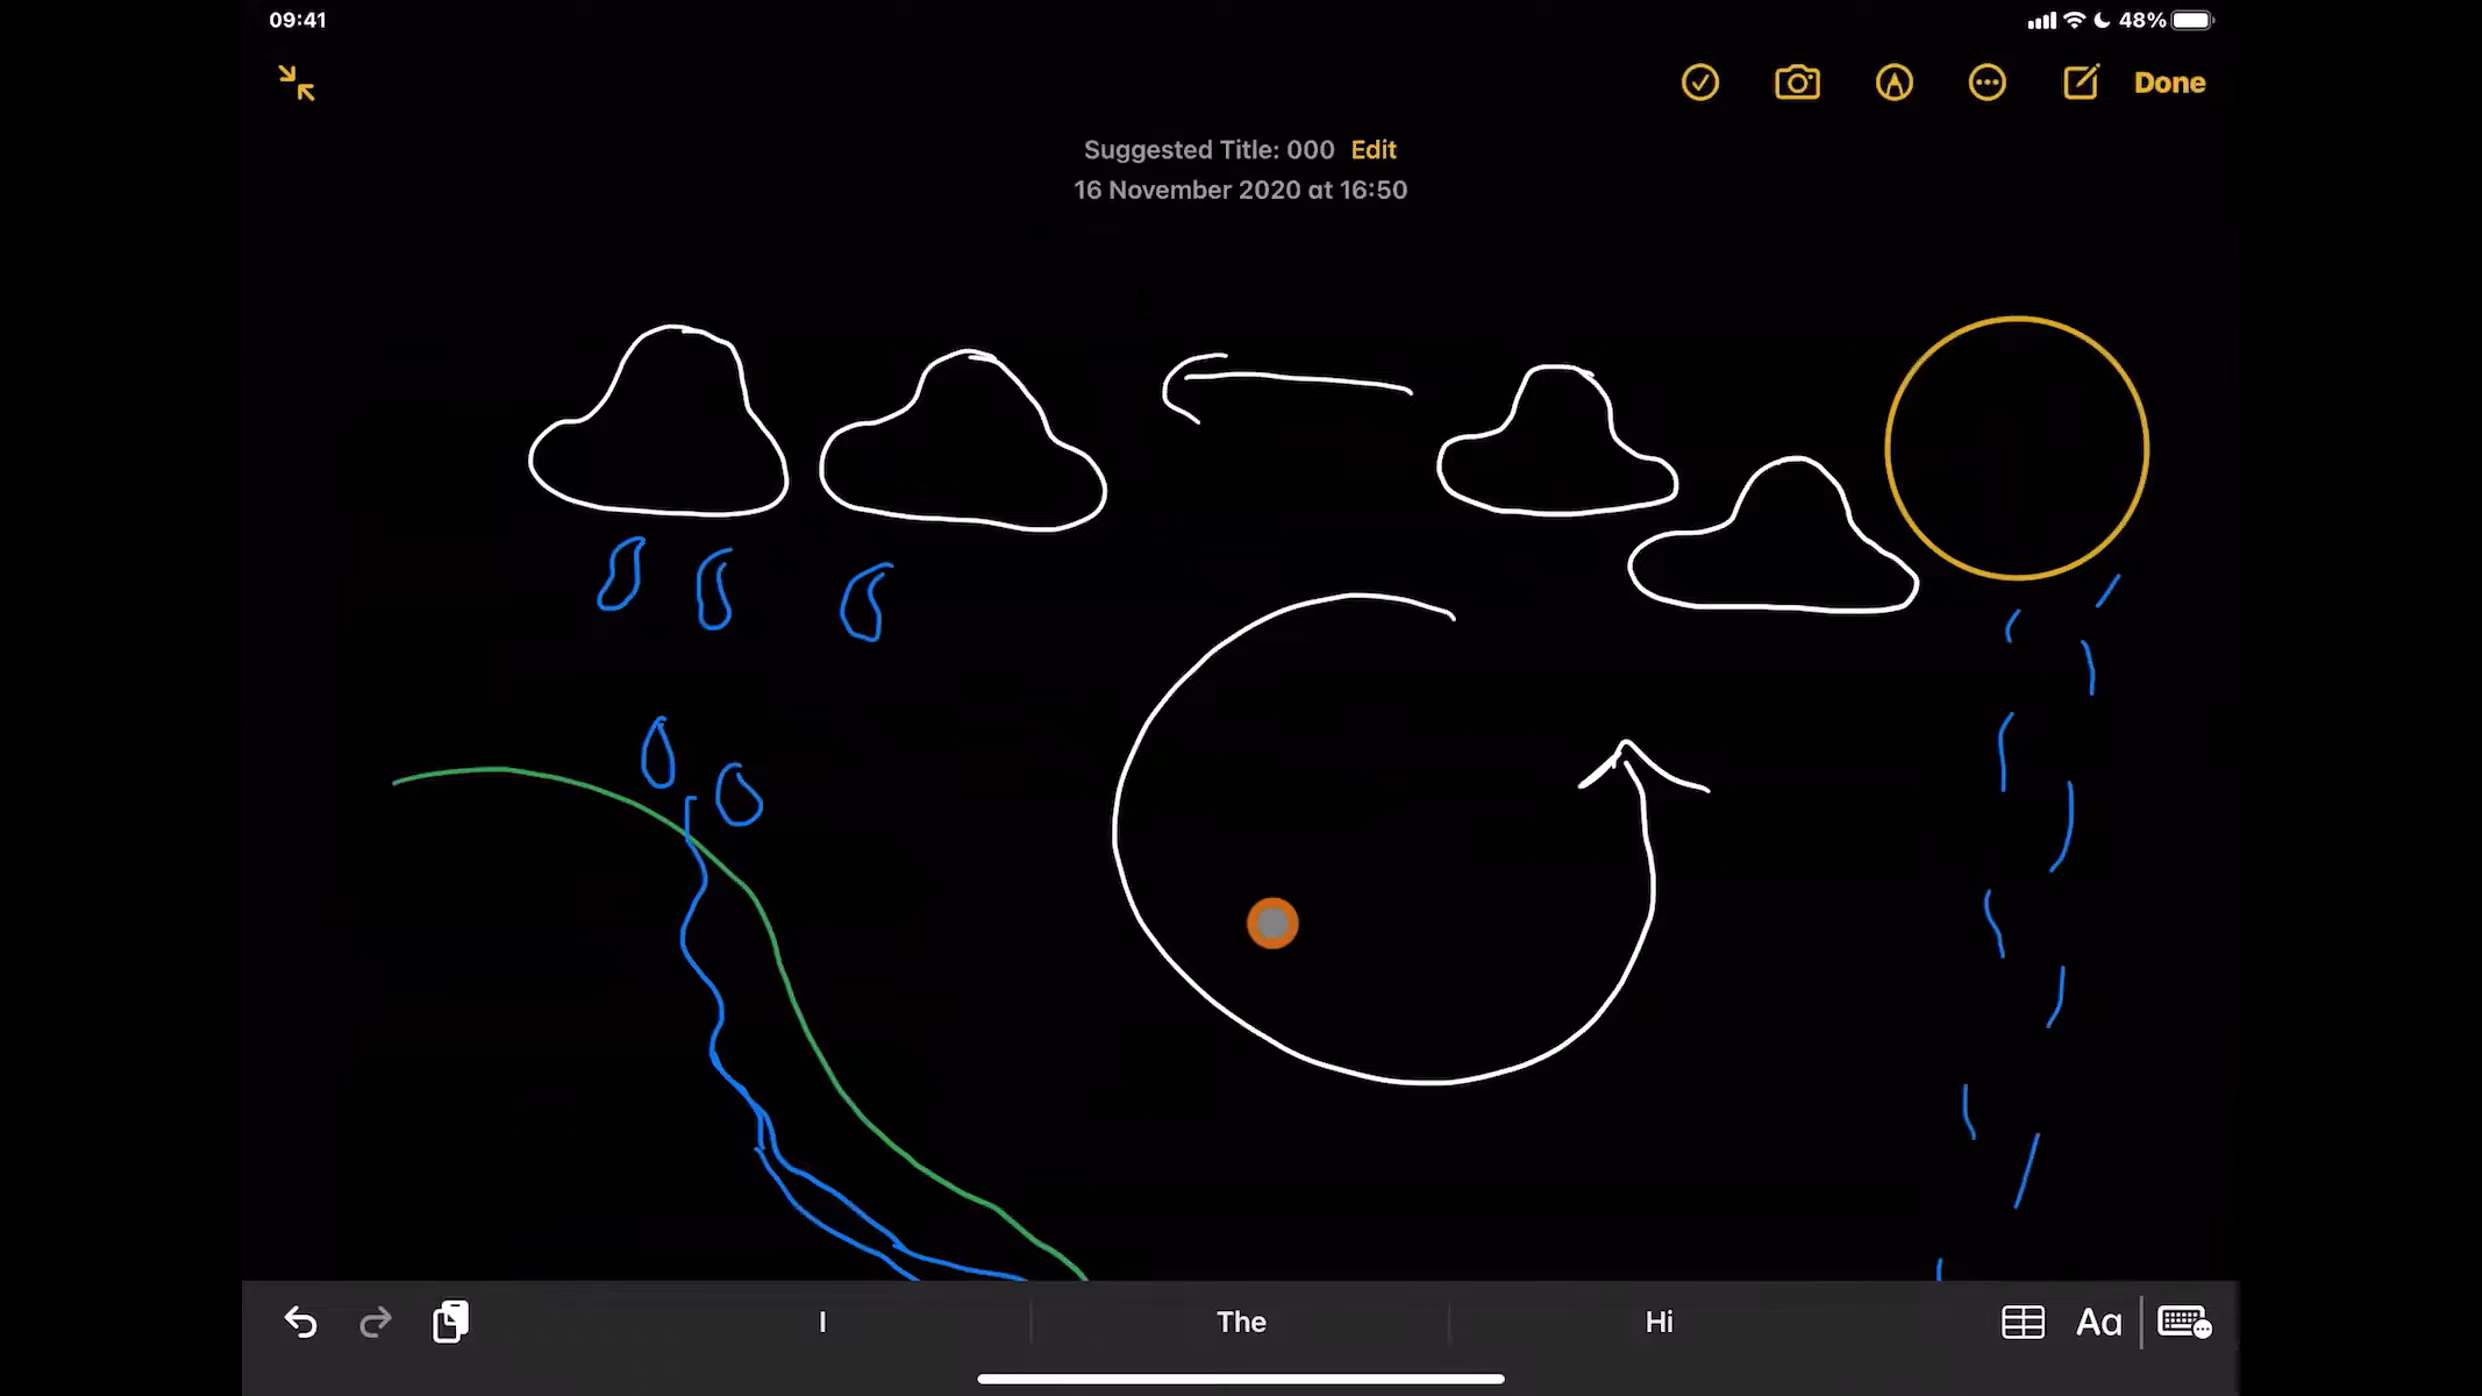 09:41
48%
Done
Suggested Title: 000 Edit
16 November 2020 at 16:50
I
The
Hi
Aa